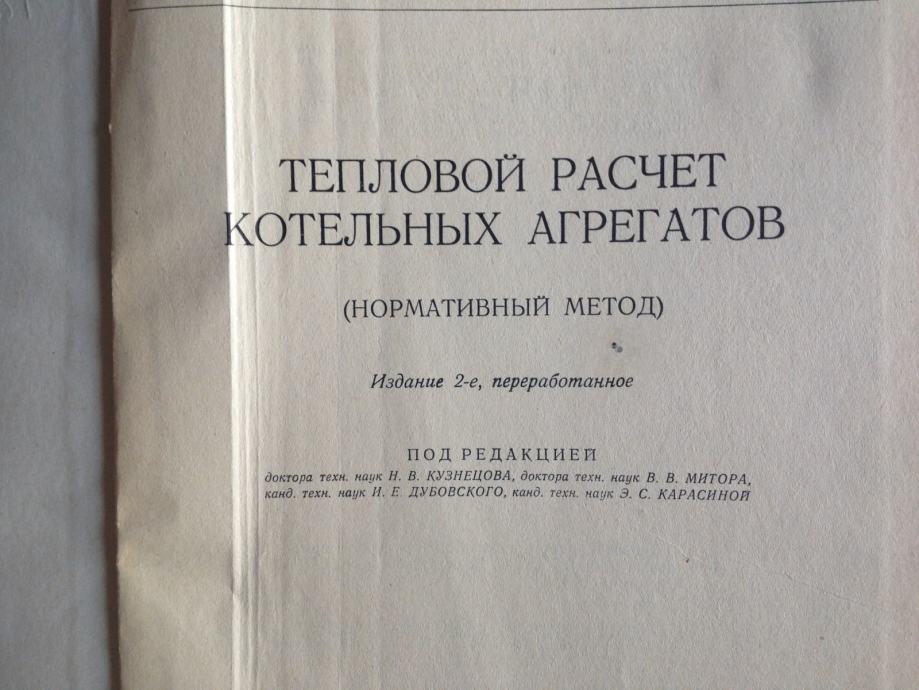 ТЕПЛОВОЙ РАСЧЕТ
КОТЕЛЬНЫХ АГРЕГАТОВ
(НОРМАТИВНЫЙ МЕТОД)
Издание 2-е, переработанное
ПОД РЕДАКЦИЕЙ
доктора техн. наук Н. В. КУЗНЕЦОВА, доктора техн. наук В. В. МИТОРА,
канд. техн. наук И. Е. ДУБОВСКОГО, канд. техн. наук Э. С. КАРАСИНОЙ